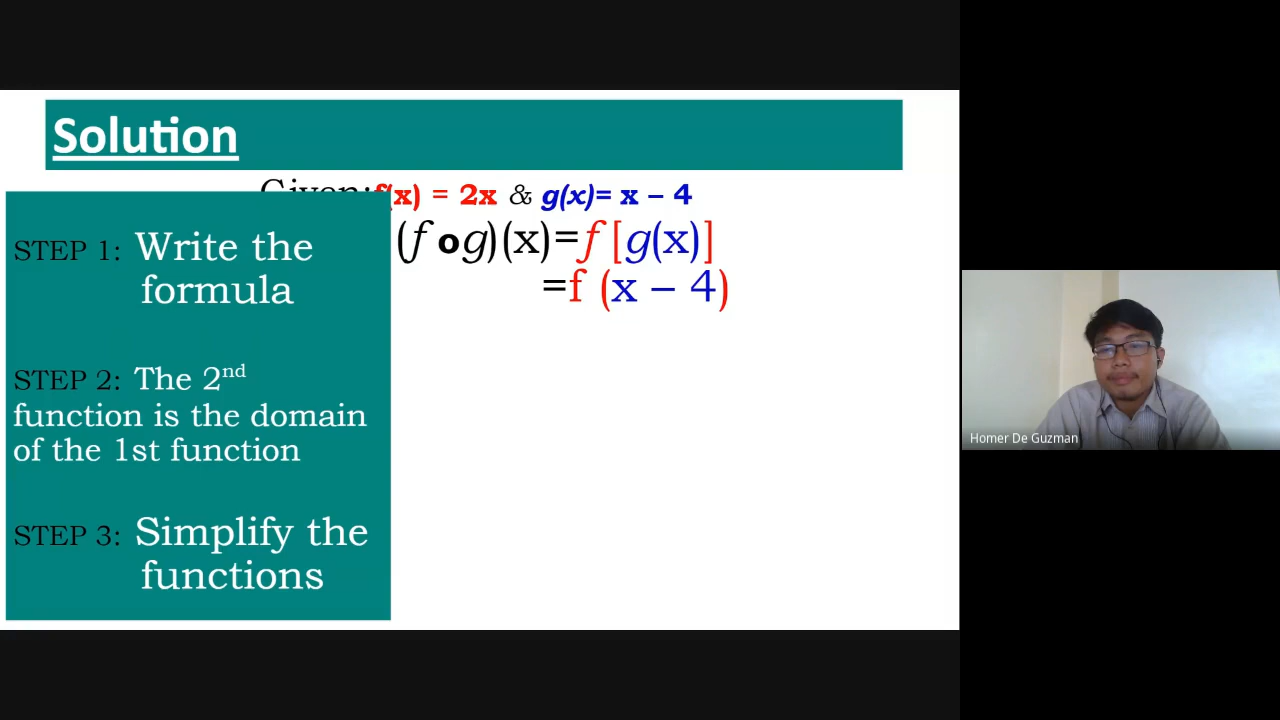 Solution
Given: f(x) = 2x & g(x)= x – 4
(f o g)(x)=f [g(x)]
=f (x – 4)
STEP 1: Write the
formula
STEP 2: The 2nd
function is the domain
of the 1st function
STEP 3: Simplify the
functions
Homer De Guzman